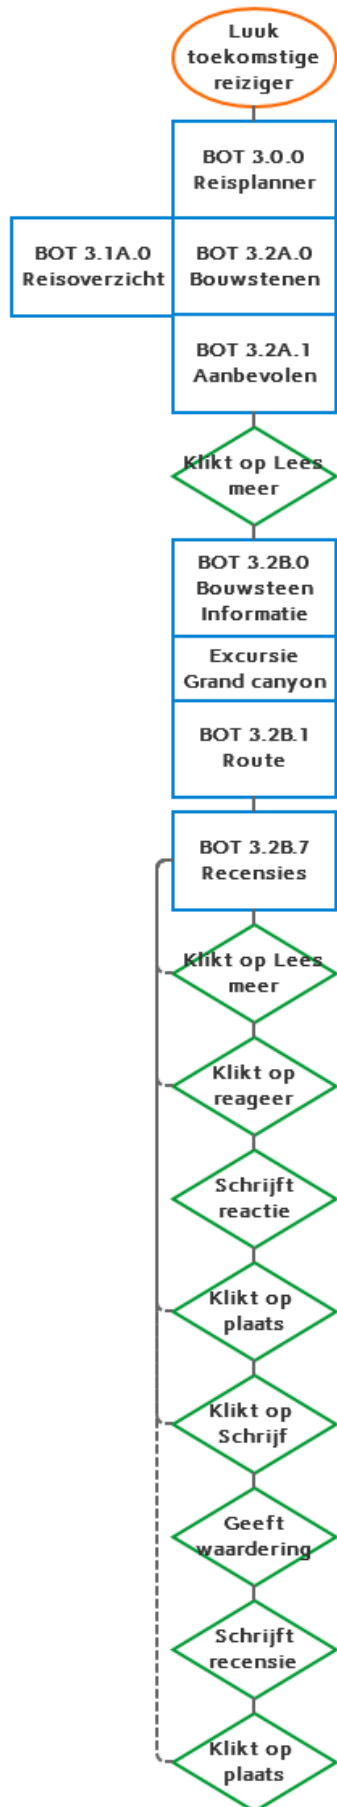 Luuk
toekomstige
reiziger
BOT 3.0.0
Reisplanner
BOT 3.1A.0
Reisoverzicht
BOT 3.2A.0
Bouwstenen
BOT 3.2A.1
Aanbevolen
Klikt op Lees
meer
BOT 3.2B.0
Bouwsteen
Informatie
Excursie
Grand canyon
BOT 3.2B.1
Route
BOT 3.2B.7
Recensies
Klikt op Lees
meer
Klikt op
reageer
Schrijft
reactie
Klikt op
plaats
Klikt op
Schrijf
Geeft
waardering
Schrijft
recensie
Klikt op
plaats